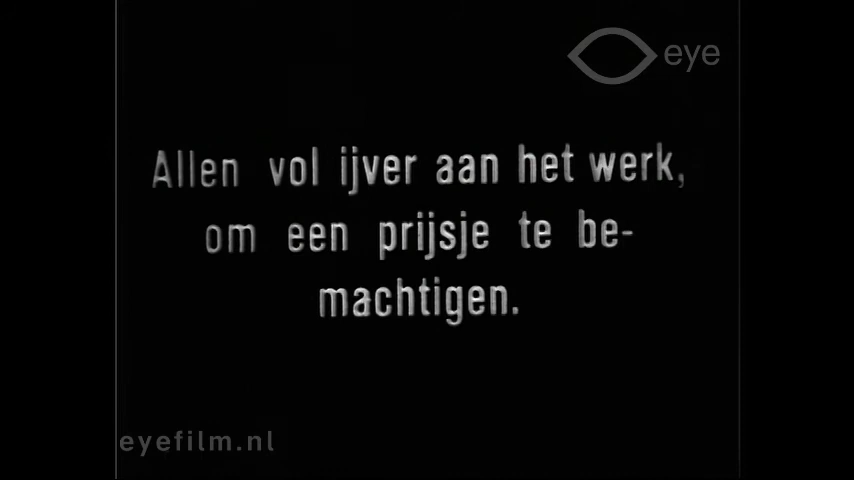 eye
Allen vol ijver aan het werk,
om een prijsje te be-
machtigen.
eyefilm.nl